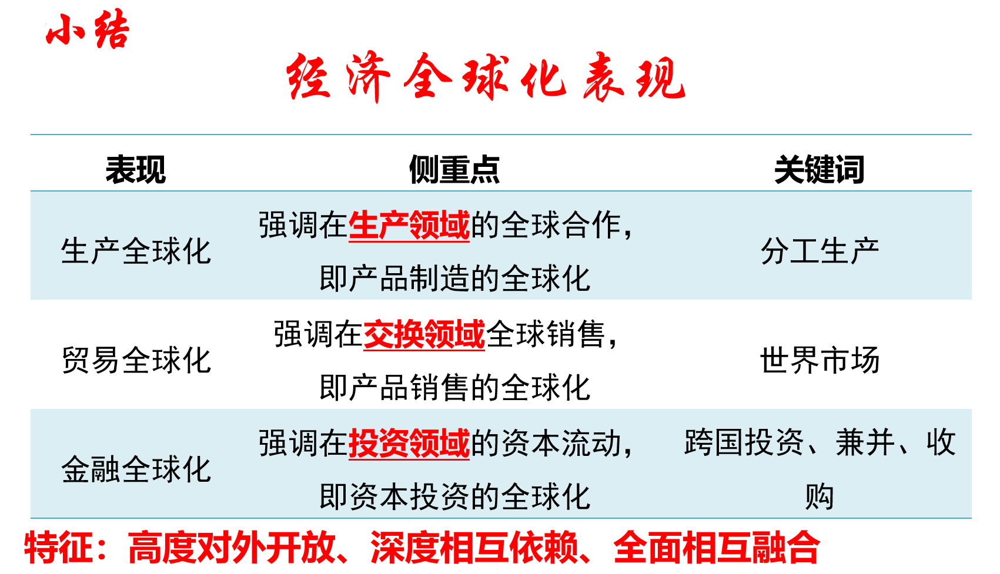 小结
经济全球化表现
表现 侧重点 关键词
生产全球化 强调在生产领域的全球合作，
即产品制造的全球化 分工生产
贸易全球化 强调在交换领域全球销售，
即产品销售的全球化 世界市场
金融全球化 强调在投资领域的资本流动，
即资本投资的全球化 跨国投资、兼并、收
购
特征：高度对外开放、深度相互依赖、全面相互融合